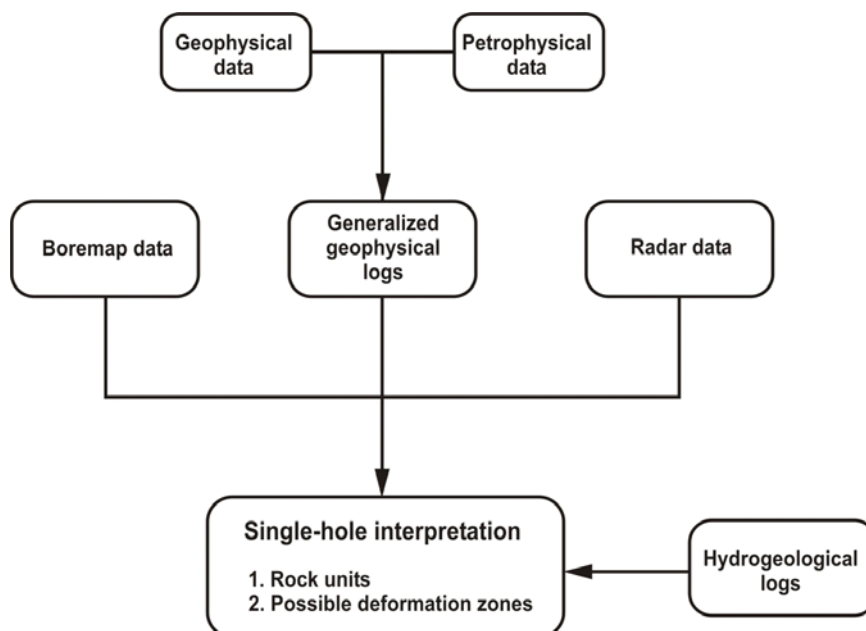 Geophysical
data
Petrophysical
data
Boremap data
Generalized
geophysical
logs
Radar data
Single-hole interpretation
1. Rock units
2. Possible deformation zones
Hydrogeological
logs